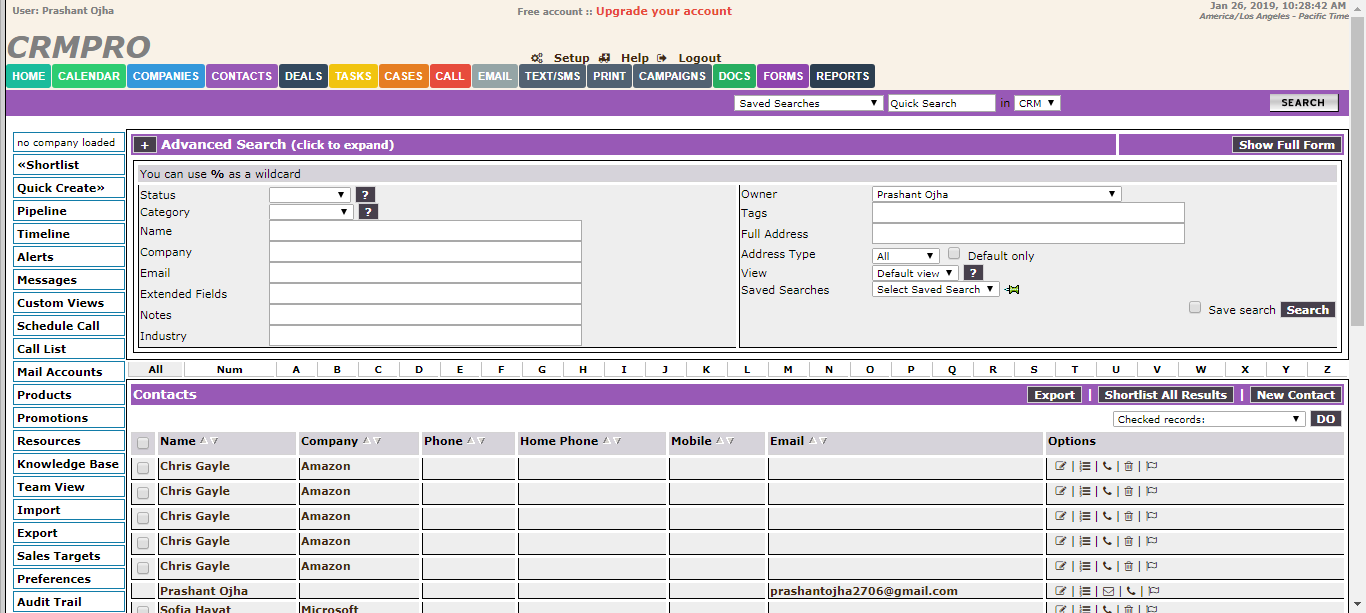 User: Prashant Ojha
Free account :: Upgrade your account
Jan 26, 2019, 10:28:42 AM
America/Los Angeles - Pacific Time
CRMPRO
Setup Help Logout
HOME CALENDAR COMPANIES CONTACTS DEALS TASKS CASES CALL EMAIL TEXT/SMS PRINT CAMPAIGNS DOCS FORMS REPORTS
Saved Searches Quick Search in CRM SEARCH
no company loaded
«Shortlist
Quick Create»
Pipeline
Timeline
Alerts
Messages
Custom Views
Schedule Call
Call List
Mail Accounts
Products
Promotions
Resources
Knowledge Base
Team View
Import
Export
Sales Targets
Preferences
Audit Trail
+ Advanced Search (click to expand) Show Full Form
You can use % as a wildcard
Status ?
Category ?
Name
Company
Email
Extended Fields
Notes
Industry
Owner Prashant Ojha
Tags
Full Address
Address Type All Default only
View Default view ?
Saved Searches Select Saved Search
Save search Search
All Num A B C D E F G H I J K L M N O P Q R S T U V W X Y Z
Contacts Export | Shortlist All Results | New Contact
Checked records: DO
Name Company Phone Home Phone Mobile Email Options
Chris Gayle Amazon | | | |
Chris Gayle Amazon | | | |
Chris Gayle Amazon | | | |
Chris Gayle Amazon | | | |
Chris Gayle Amazon | | | |
Prashant Ojha prashantojha2706@gmail.com | | | |
Sofia Hayat Microsoft | | | |